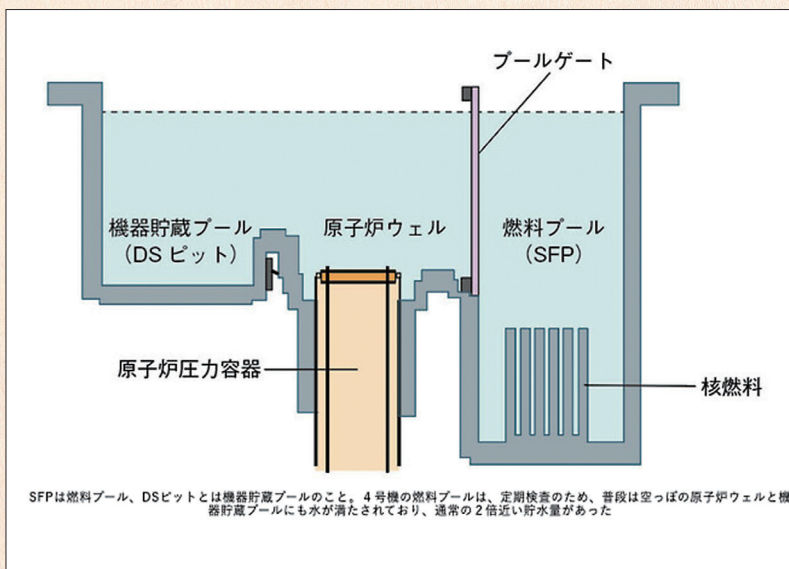 プールゲート
機器貯蔵プール
（DS ピット）
原子炉ウェル
燃料プール
（SFP）
原子炉圧力容器
核燃料
SFPは燃料プール、DSピットとは機器貯蔵プールのこと。４号機の燃料プールは、定期検査のため、普段は空っぽの原子炉ウェルと機
器貯蔵プールにも水が満たされており、通常の２倍近い貯水量があった